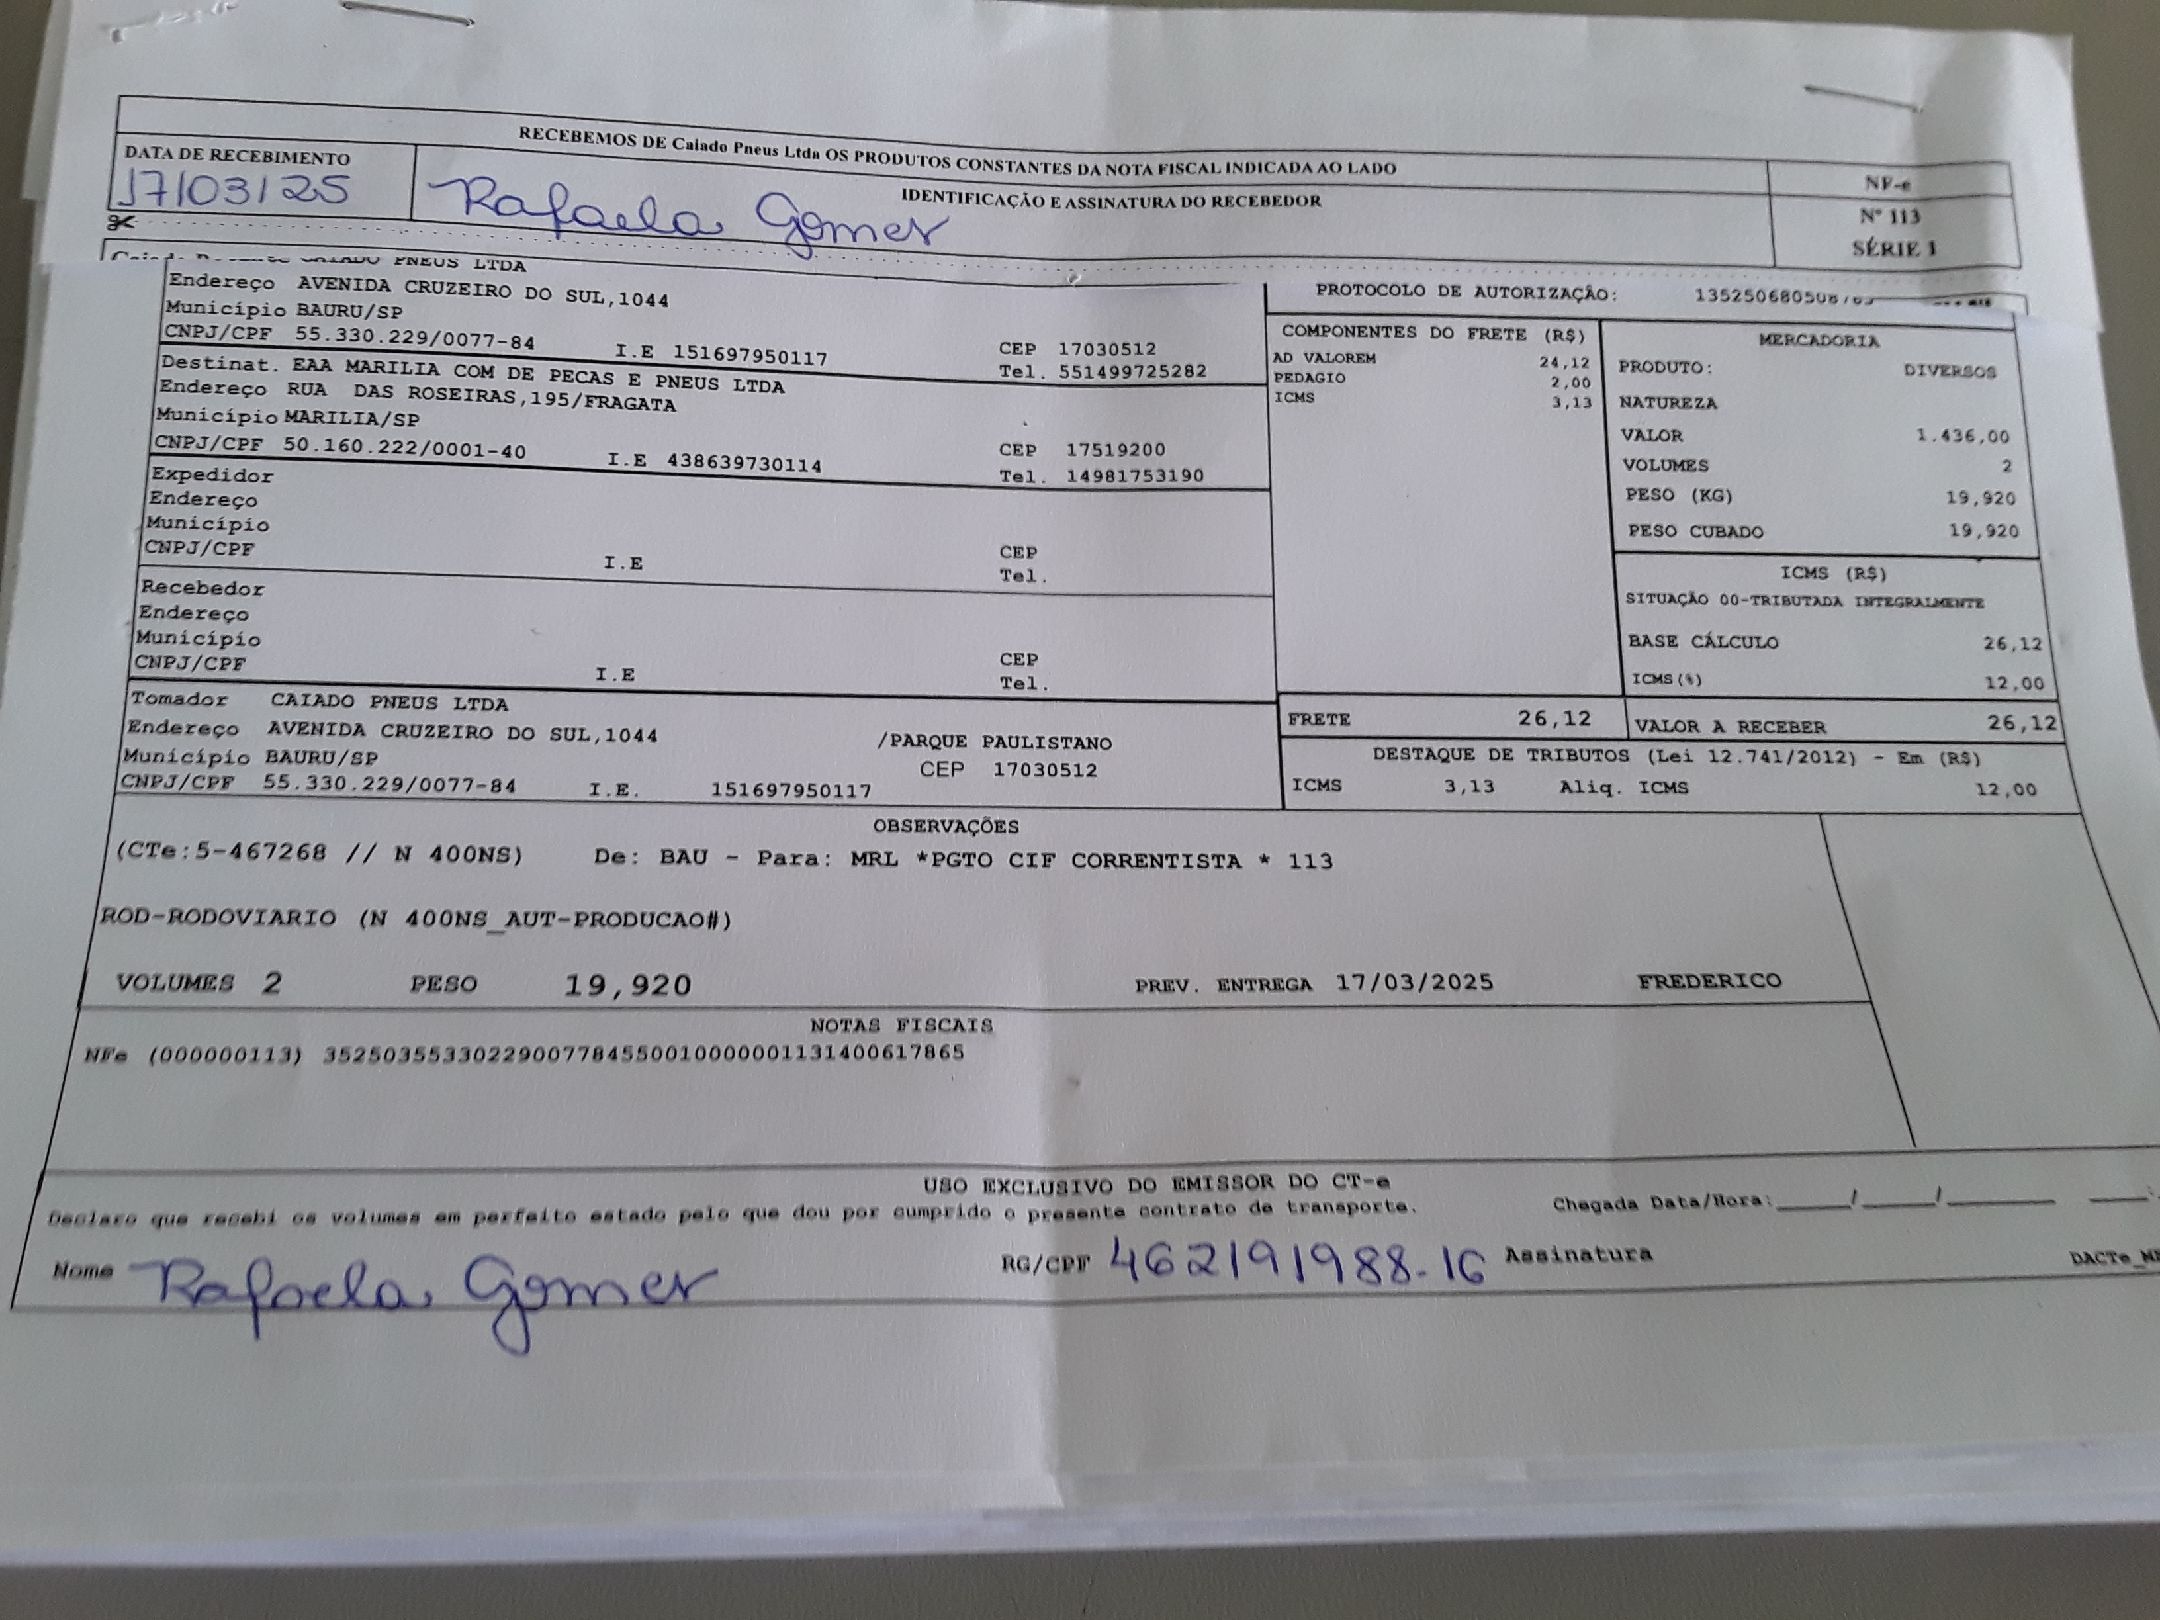 RECEBEMOS DE Caiado Pneus Ltda OS PRODUTOS CONSTANTES DA NOTA FISCAL INDICADA AO LADO
DATA DE RECEBIMENTO
17/03/25
IDENTIFICAÇÃO E ASSINATURA DO RECEBEDOR
Rafaela Gomes
NF-e
Nº 113
SÉRIE 1
CAIADO PNEUS LTDA
Endereço AVENIDA CRUZEIRO DO SUL,1044
Município BAURU/SP
CNPJ/CPF 55.330.229/0077-84 I.E 151697950117
CEP 17030512
Tel. 551499725282
Destinat. EAA MARILIA COM DE PECAS E PNEUS LTDA
Endereço RUA DAS ROSEIRAS,195/FRAGATA
Município MARILIA/SP
CNPJ/CPF 50.160.222/0001-40 I.E 438639730114
CEP 17519200
Tel. 14981753190
Expedidor
Endereço
Município
CNPJ/CPF I.E
CEP
Tel.
Recebedor
Endereço
Município
CNPJ/CPF I.E
CEP
Tel.
Tomador CAIADO PNEUS LTDA
Endereço AVENIDA CRUZEIRO DO SUL,1044 /PARQUE PAULISTANO
Município BAURU/SP CEP 17030512
CNPJ/CPF 55.330.229/0077-84 I.E. 151697950117
PROTOCOLO DE AUTORIZAÇÃO:
COMPONENTES DO FRETE (R$)
AD VALOREM 24,12
PEDAGIO 2,00
ICMS 3,13
MERCADORIA
PRODUTO: DIVERSOS
NATUREZA
VALOR 1.436,00
VOLUMES 2
PESO (KG) 19,920
PESO CUBADO 19,920
ICMS (R$)
SITUAÇÃO 00-TRIBUTADA INTEGRALMENTE
BASE CÁLCULO 26,12
ICMS(%) 12,00
FRETE 26,12
VALOR A RECEBER 26,12
DESTAQUE DE TRIBUTOS (Lei 12.741/2012) - Em (R$)
ICMS 3,13 Aliq. ICMS 12,00
OBSERVAÇÕES
(CTe:5-467268 // N 400NS) De: BAU - Para: MRL *PGTO CIF CORRENTISTA * 113
ROD-RODOVIARIO (N 400NS_AUT-PRODUCAO#)
VOLUMES 2 PESO 19,920 PREV. ENTREGA 17/03/2025 FREDERICO
NOTAS FISCAIS
NFe (000000113) 35250355330229007784550010000001131400617865
USO EXCLUSIVO DO EMISSOR DO CT-e
Declaro que recebi os volumes em perfeito estado pelo que dou por cumprido o presente contrato de transporte. Chegada Data/Hora:____/____/______ ___:
Nome Rafaela Gomes RG/CPF 462191988-16 Assinatura